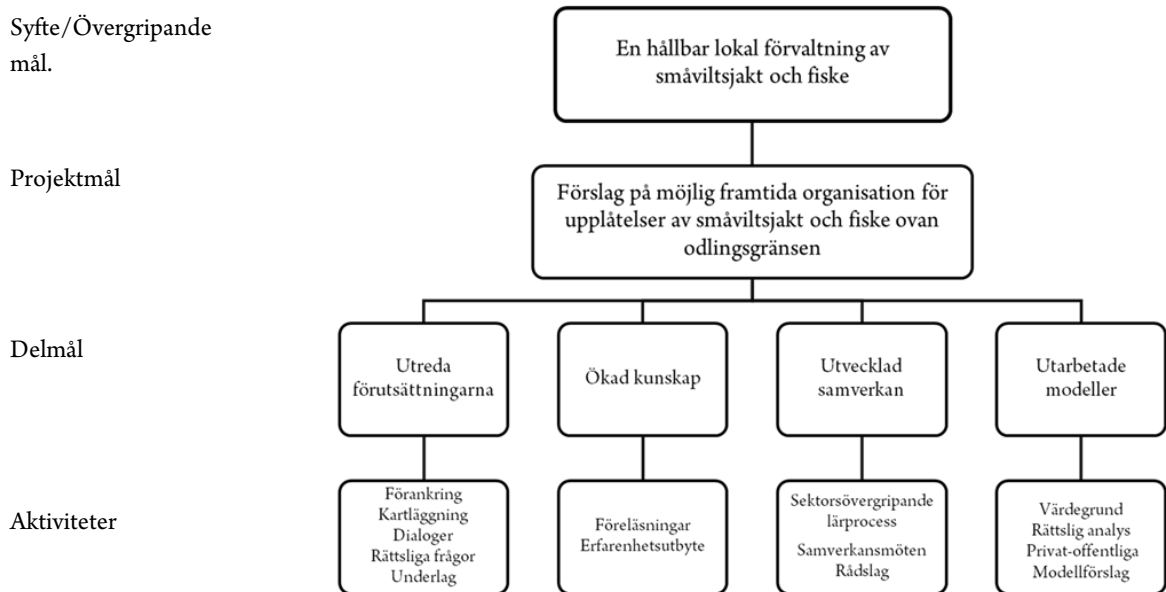 Syfte/Övergripande
mål.
En hållbar lokal förvaltning av
småviltsjakt och fiske
Projektmål
Förslag på möjlig framtida organisation för
upplåtelser av småviltsjakt och fiske ovan
odlingsgränsen
Delmål
Utreda
förutsättningarna
Ökad kunskap
Utvecklad
samverkan
Utarbetade
modeller
Aktiviteter
Förankring
Kartläggning
Dialoger
Rättsliga frågor
Underlag
Föreläsningar
Erfarenhetsutbyte
Sektorsövergripande
lärprocess
Samverkansmöten
Rådslag
Värdegrund
Rättslig analys
Privat-offentliga
Modellförslag